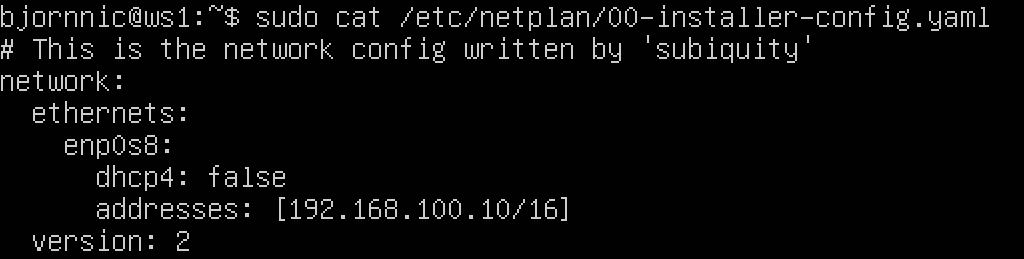 bjornnic@ws1:~$ sudo cat /etc/netplan/00-installer-config.yaml
# This is the network config written by 'subiquity'
network:
  ethernets:
    enp0s8:
      dhcp4: false
      addresses: [192.168.100.10/16]
  version: 2